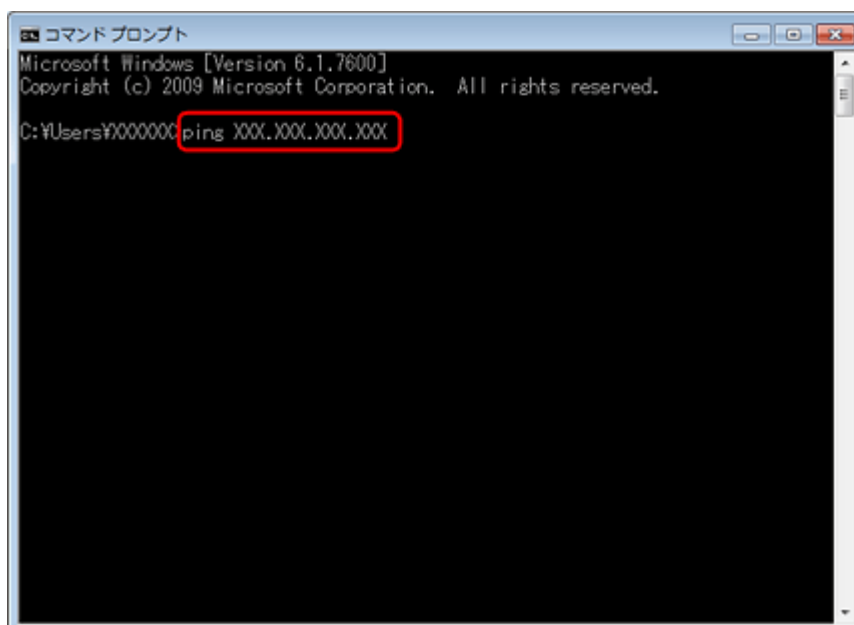 コマンド プロンプト
Microsoft Windows [Version 6.1.7600]
Copyright (c) 2009 Microsoft Corporation.  All rights reserved.
C:¥Users¥XXXXXXX ping XXX.XXX.XXX.XXX